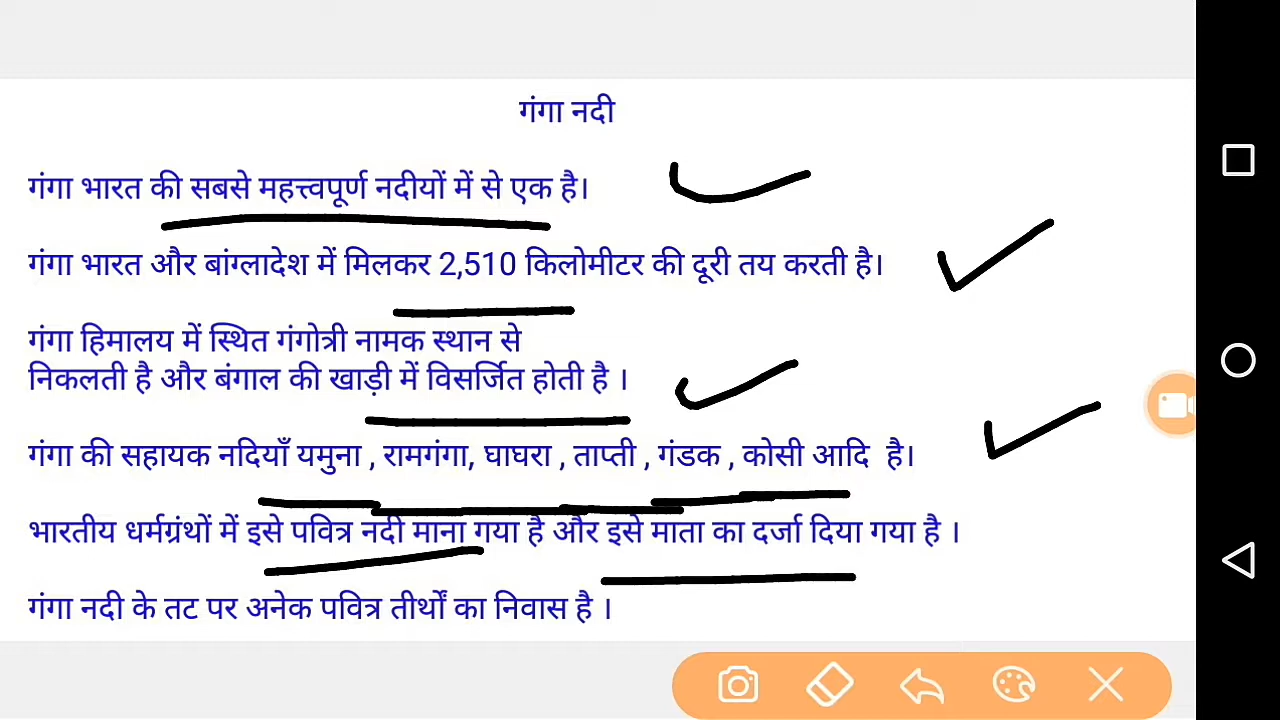 गंगा नदी
गंगा भारत की सबसे महत्त्वपूर्ण नदीयों में से एक है।
गंगा भारत और बांग्लादेश में मिलकर 2,510 किलोमीटर की दूरी तय करती है।
गंगा हिमालय में स्थित गंगोत्री नामक स्थान से
निकलती है और बंगाल की खाड़ी में विसर्जित होती है ।
गंगा की सहायक नदियाँ यमुना , रामगंगा, घाघरा , ताप्ती , गंडक , कोसी आदि है।
भारतीय धर्मग्रंथों में इसे पवित्र नदी माना गया है और इसे माता का दर्जा दिया गया है ।
गंगा नदी के तट पर अनेक पवित्र तीर्थों का निवास है ।